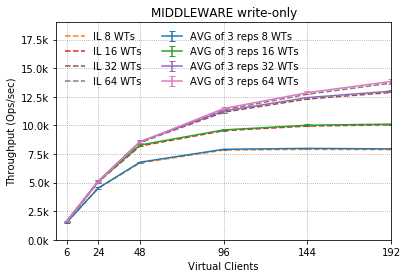 MIDDLEWARE write-only
Throughput (Ops/sec)
17.5k
15.0k
12.5k
10.0k
7.5k
5.0k
2.5k
0.0k
IL 8 WTs
IL 16 WTs
IL 32 WTs
IL 64 WTs
AVG of 3 reps 8 WTs
AVG of 3 reps 16 WTs
AVG of 3 reps 32 WTs
AVG of 3 reps 64 WTs
6 24 48 96 144 192
Virtual Clients